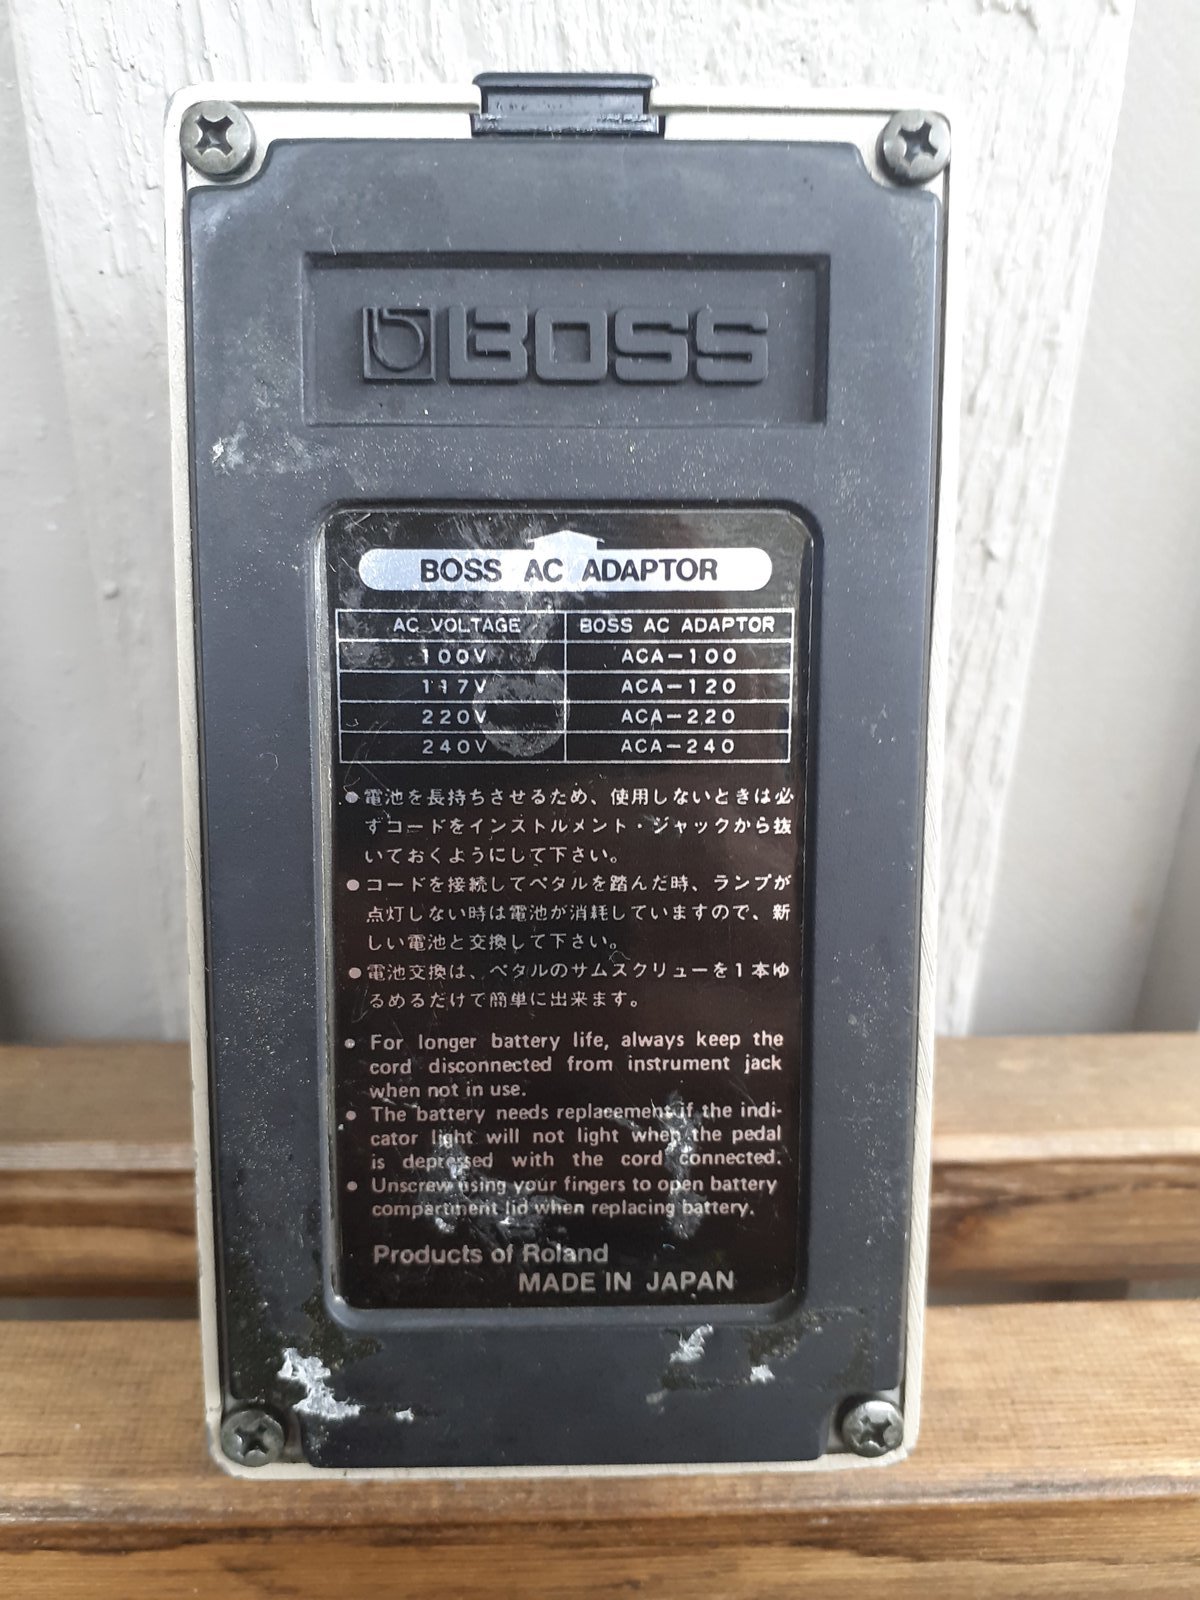 BOSS
BOSS AC ADAPTOR
AC VOLTAGE BOSS AC ADAPTOR
100V ACA-100
117V ACA-120
220V ACA-220
240V ACA-240
●電池を長持ちさせるため、使用しないときは必
ずコードをインストルメント・ジャックから抜
いておくようにして下さい。
●コードを接続してペタルを踏んだ時、ランプが
点灯しない時は電池が消耗していますので、新
しい電池と交換して下さい。
●電池交換は、ペタルのサムスクリューを1本ゆ
るめるだけで簡単に出来ます。
• For longer battery life, always keep the
cord disconnected from instrument jack
when not in use.
• The battery needs replacement if the indi-
cator light will not light when the pedal
is depressed with the cord connected.
• Unscrew using your fingers to open battery
compartment lid when replacing battery.
Products of Roland
MADE IN JAPAN